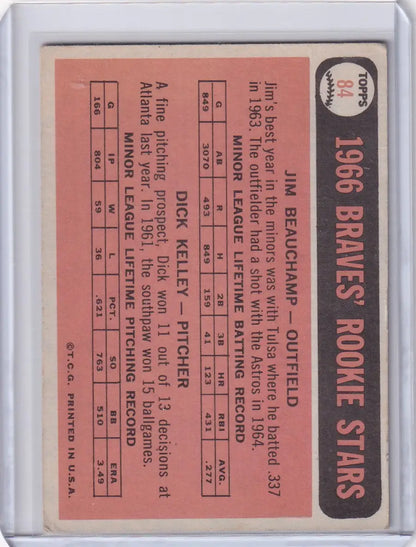 TOPPS
84
1966 BRAVES' ROOKIE STARS
JIM BEAUCHAMP — OUTFIELD
Jim's best year in the minors was with Tulsa where he batted .337
in 1963. The outfielder had a shot with the Astros in 1964.
MINOR LEAGUE LIFETIME BATTING RECORD
G AB R H 2B 3B HR RBI AVG.
849 3070 493 849 159 41 123 431 .277
DICK KELLEY — PITCHER
A fine pitching prospect, Dick won 11 out of 13 decisions at
Atlanta last year. In 1961, the southpaw won 15 ballgames.
MINOR LEAGUE LIFETIME PITCHING RECORD
G IP W L PCT. SO BB ERA
166 804 59 36 .621 763 510 3.49
©T.C.G. PRINTED IN U.S.A.